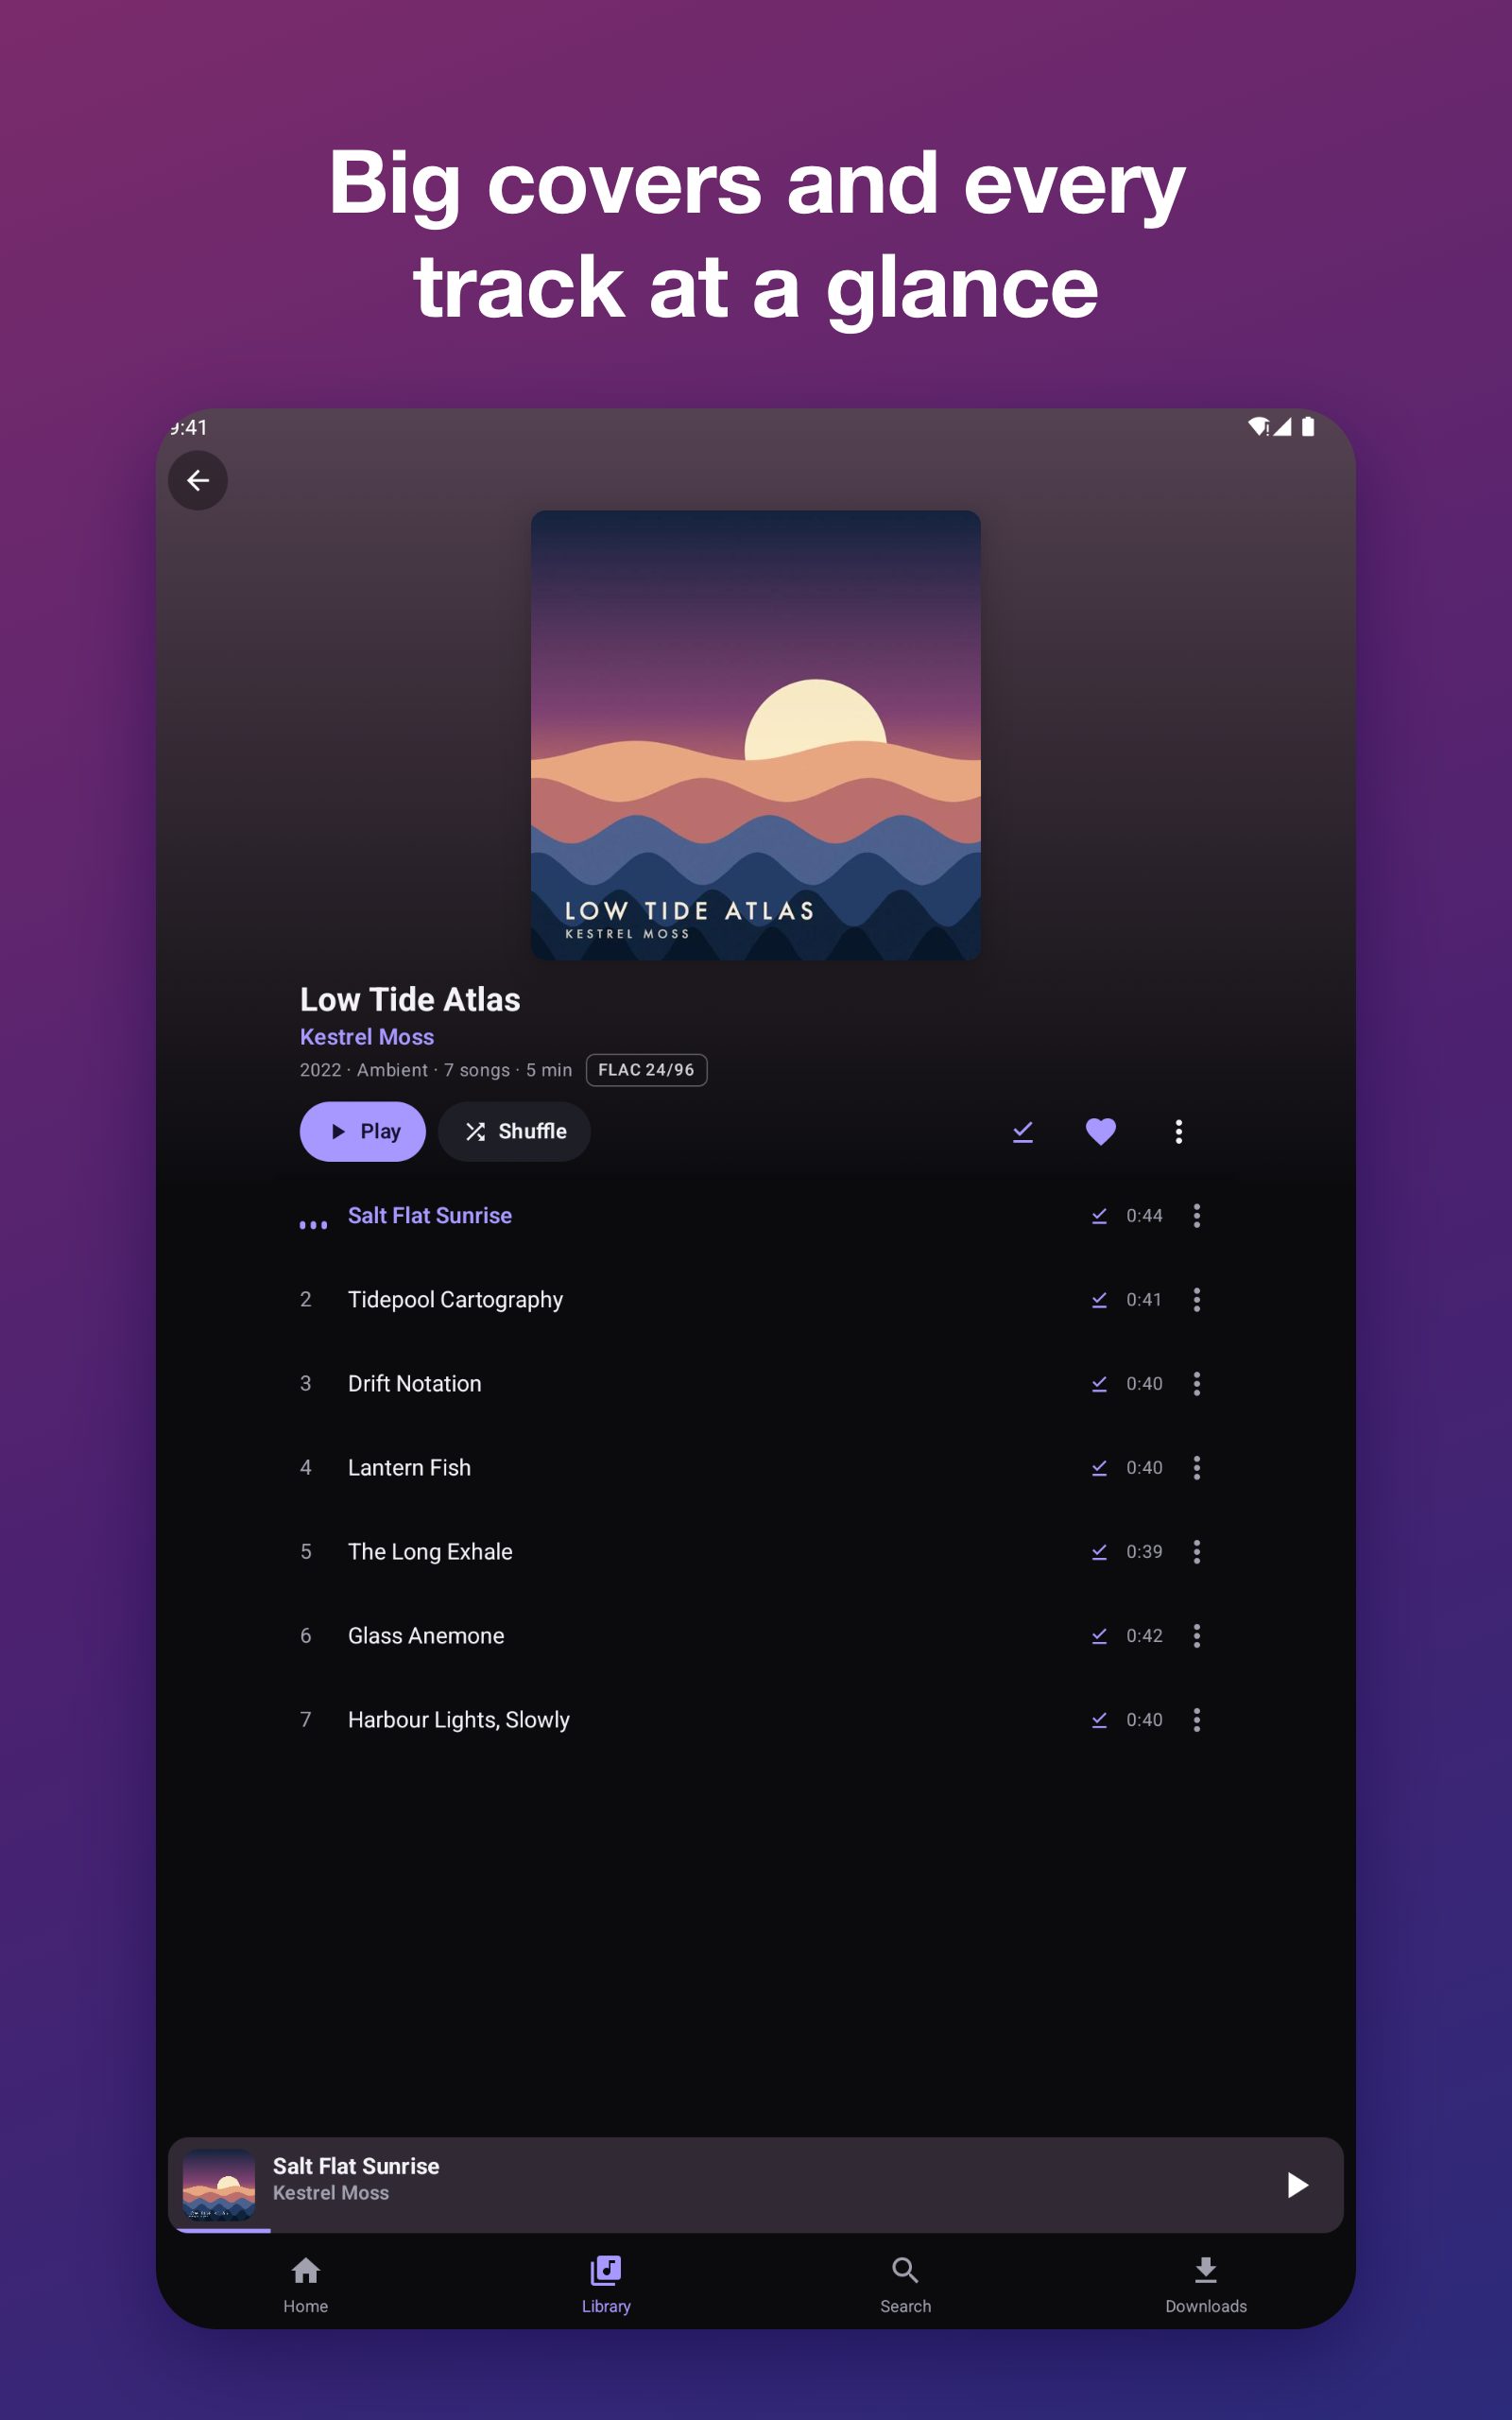 Big covers and every
track at a glance
9:41
LOW TIDE ATLAS
KESTREL MOSS
Low Tide Atlas
Kestrel Moss
2022 · Ambient · 7 songs · 5 min FLAC 24/96
Play Shuffle
Salt Flat Sunrise 0:44
2 Tidepool Cartography 0:41
3 Drift Notation 0:40
4 Lantern Fish 0:40
5 The Long Exhale 0:39
6 Glass Anemone 0:42
7 Harbour Lights, Slowly 0:40
Salt Flat Sunrise
Kestrel Moss
Home Library Search Downloads